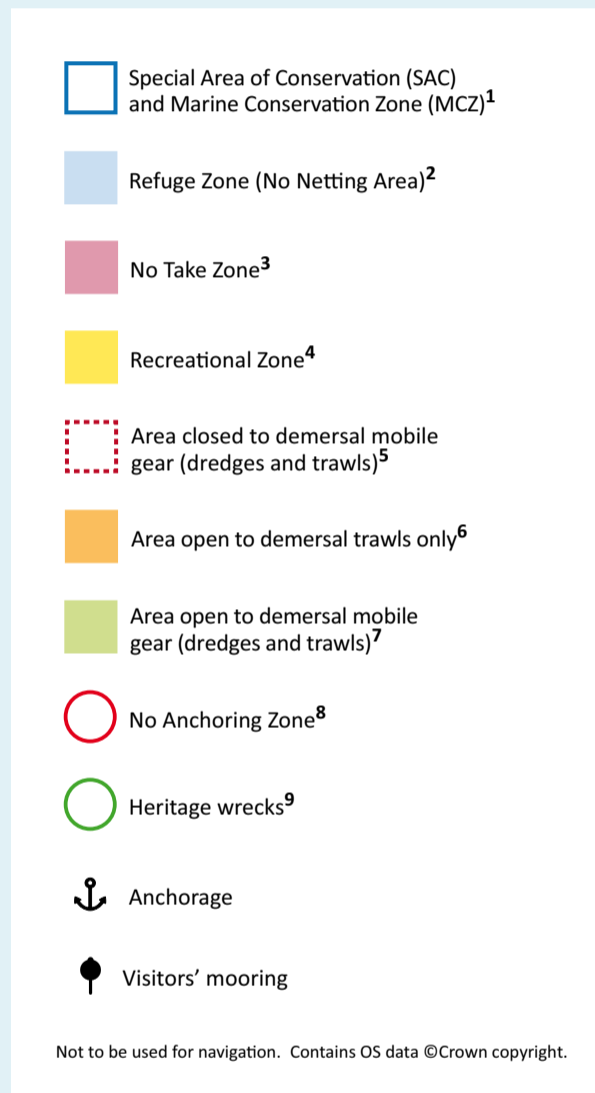 Special Area of Conservation (SAC)
and Marine Conservation Zone (MCZ)¹
Refuge Zone (No Netting Area)²
No Take Zone³
Recreational Zone⁴
Area closed to demersal mobile
gear (dredges and trawls)⁵
Area open to demersal trawls only⁶
Area open to demersal mobile
gear (dredges and trawls)⁷
No Anchoring Zone⁸
Heritage wrecks⁹
Anchorage
Visitors’ mooring
Not to be used for navigation.  Contains OS data ©Crown copyright.